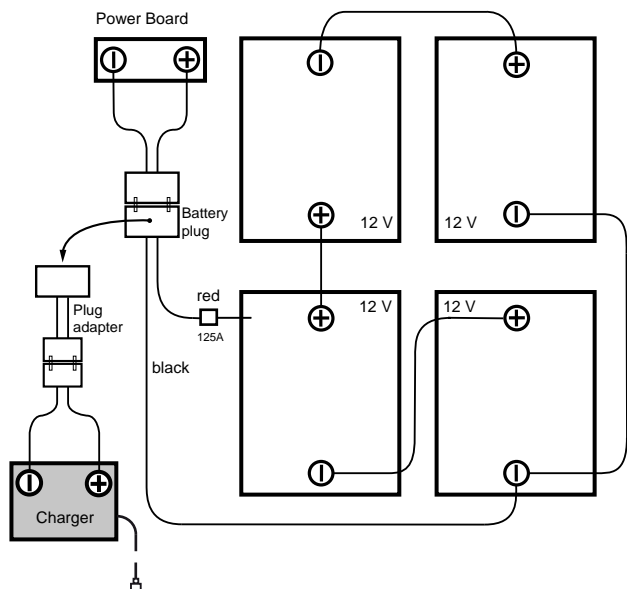 Power Board
12 V
12 V
Battery
plug
red
125A
12 V
12 V
Plug
adapter
black
Charger